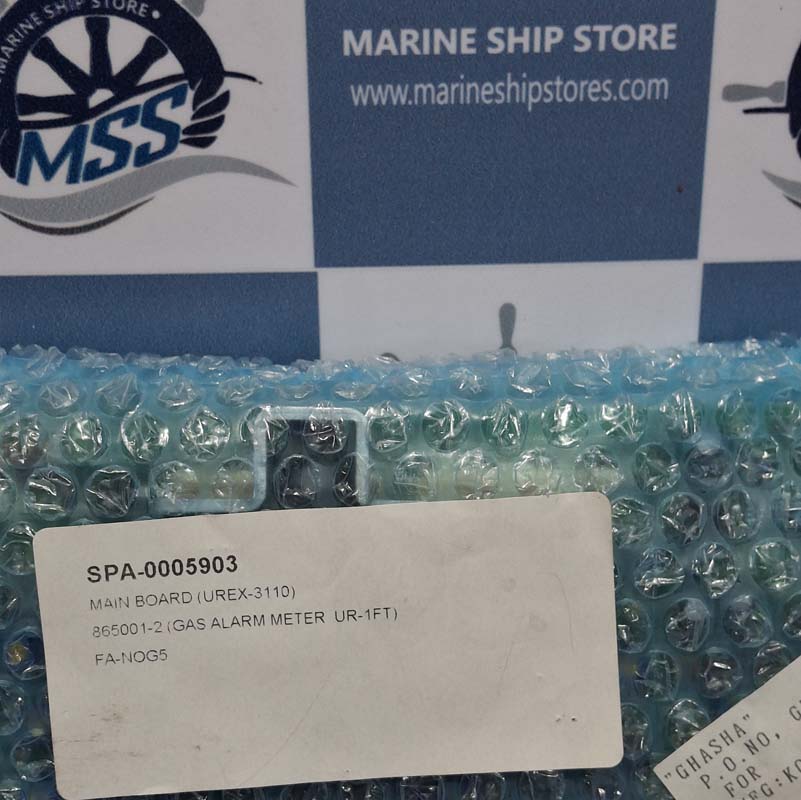 MARINE SHIP STORE •
MSS
MARINE SHIP STORE
www.marineshipstores.com
SPA-0005903
MAIN BOARD (UREX-3110)
865001-2 (GAS ALARM METER UR-1FT)
FA-NOG5
"GHASHA"
P.O.NO, G
FOR